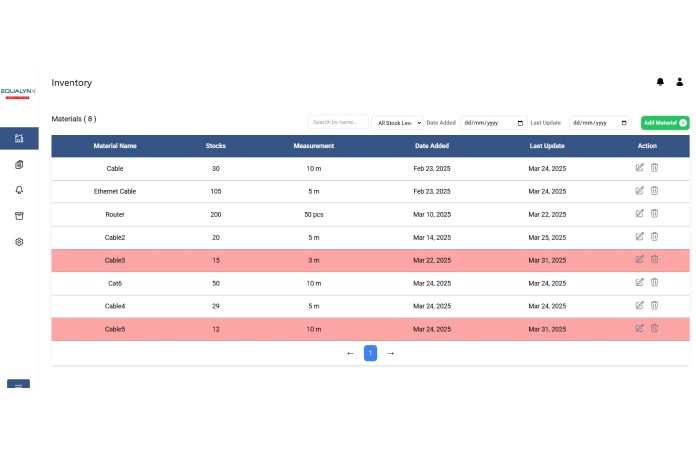 Inventory
EQUALYNX
Materials ( 8 )
Search by name... All Stock Lev Date Added dd/mm/yyyy Last Update dd/mm/yyyy Add Material
Material Name Stocks Measurement Date Added Last Update Action
Cable 30 10 m Feb 23, 2025 Mar 24, 2025
Ethernet Cable 105 5 m Feb 23, 2025 Mar 24, 2025
Router 200 50 pcs Mar 10, 2025 Mar 22, 2025
Cable2 20 5 m Mar 14, 2025 Mar 25, 2025
Cable3 15 3 m Mar 22, 2025 Mar 31, 2025
Cat6 50 10 m Mar 24, 2025 Mar 24, 2025
Cable4 29 5 m Mar 24, 2025 Mar 24, 2025
Cable5 12 10 m Mar 24, 2025 Mar 31, 2025
← 1 →